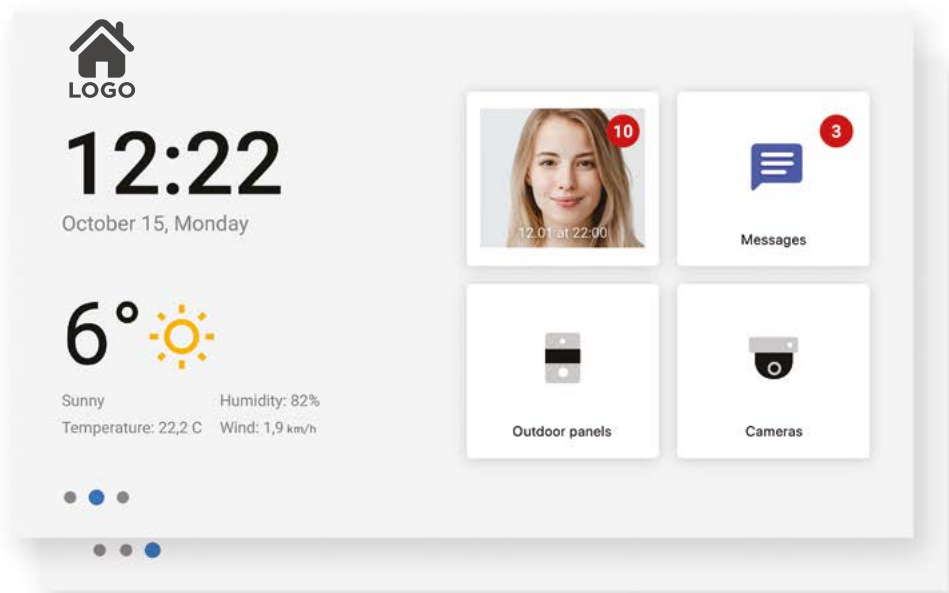 LOGO
12:22
October 15, Monday
6°
Sunny
Humidity: 82%
Temperature: 22,2 C
Wind: 1,9 km/h
10
12.01 at 22:00
3
Messages
Outdoor panels
Cameras